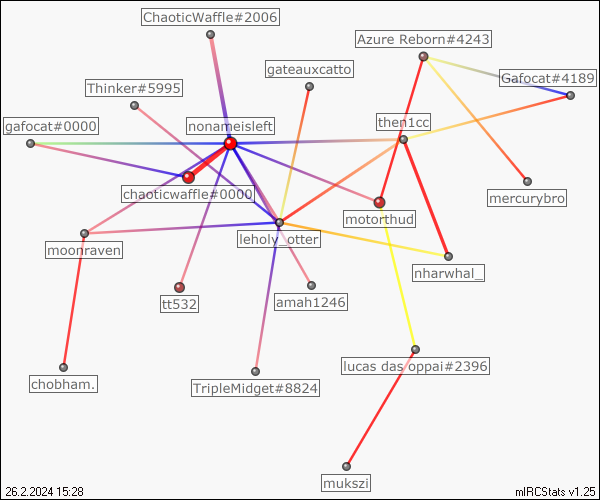 ChaoticWaffle#2006
Azure Reborn#4243
gateauxcatto
Gafocat#4189
Thinker#5995
gafocat#0000
nonameisleft
then1cc
chaoticwaffle#0000
mercurybro
motorthud
leholy_otter
moonraven
nharwhal_
tt532
amah1246
lucas das oppai#2396
chobham.
TripleMidget#8824
mukszi
26.2.2024 15:28
mIRCStats v1.25